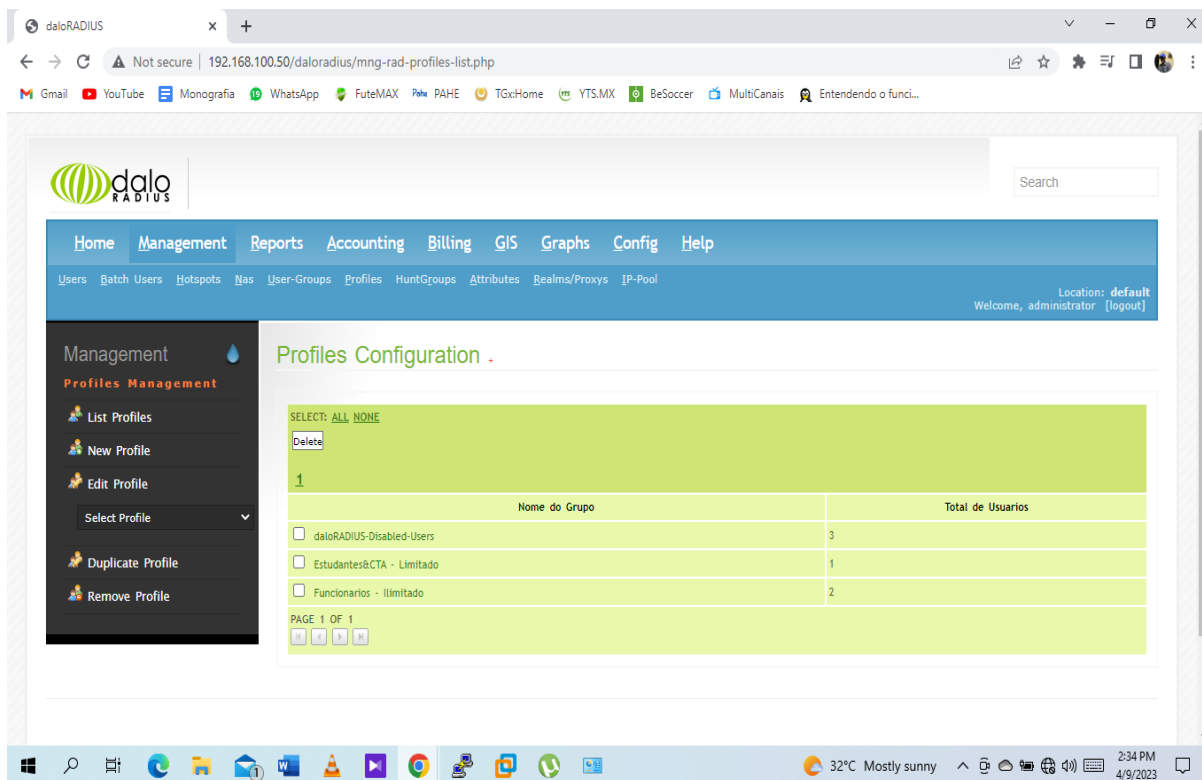 daloRADIUS
Not secure | 192.168.100.50/daloradius/mng-rad-profiles-list.php
Gmail YouTube Monografia WhatsApp FuteMAX Pahe PAHE TGx:Home YTS.MX BeSoccer MultiCanais Entendendo o funci...
dalo
RADIUS
Search
Home Management Reports Accounting Billing GIS Graphs Config Help
Users Batch Users Hotspots Nas User-Groups Profiles HuntGroups Attributes Realms/Proxys IP-Pool
Location: default
Welcome, administrator [logout]
Management
Profiles Management
List Profiles
New Profile
Edit Profile
Select Profile
Duplicate Profile
Remove Profile
Profiles Configuration
SELECT: ALL NONE
Delete
1
Nome do Grupo Total de Usuarios
daloRADIUS-Disabled-Users 3
Estudantes&CTA - Limitado 1
Funcionarios - Ilimitado 2
PAGE 1 OF 1
32°C Mostly sunny
2:34 PM
4/9/2023